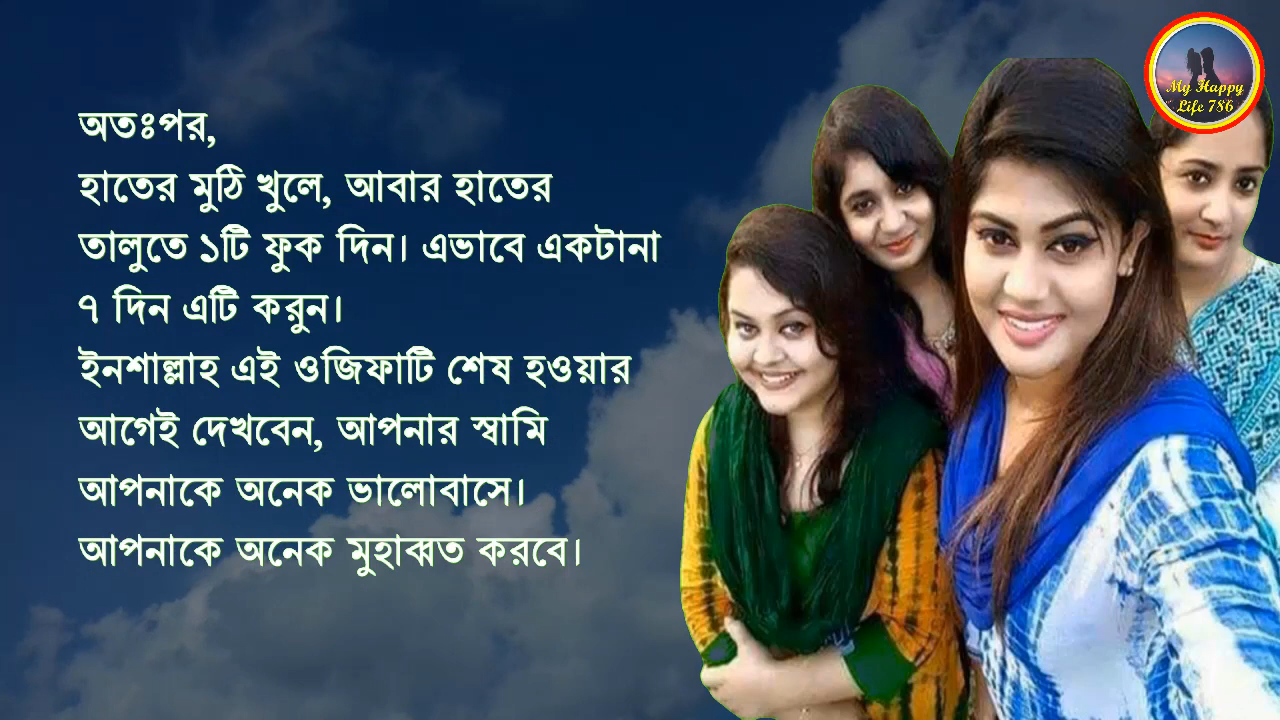 অতঃপর,
হাতের মুঠি খুলে, আবার হাতের
তালুতে ১টি ফুক দিন। এভাবে একটানা
৭ দিন এটি করুন।
ইনশাল্লাহ এই ওজিফাটি শেষ হওয়ার
আগেই দেখবেন, আপনার স্বামি
আপনাকে অনেক ভালোবাসে।
আপনাকে অনেক মুহাব্বত করবে।
My Happy
Life 786